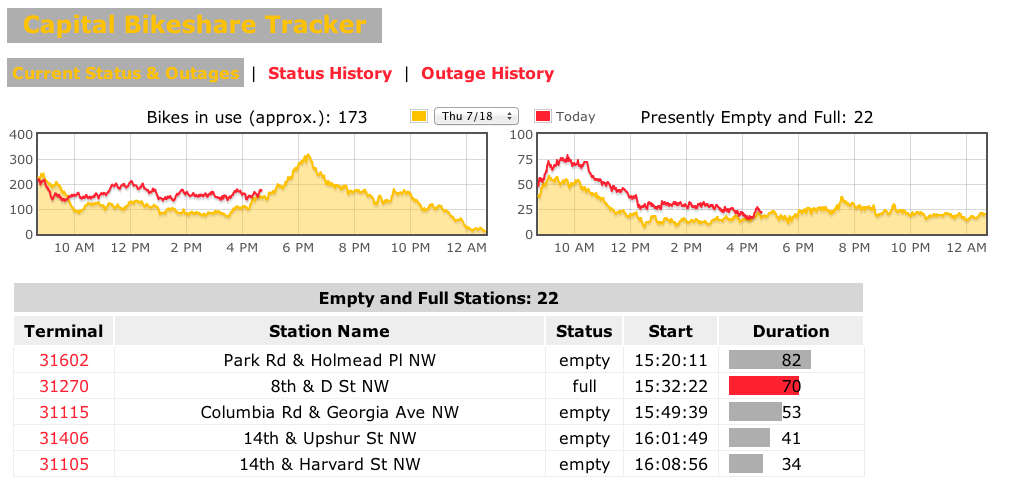 Capital Bikeshare Tracker
Current Status & Outages | Status History | Outage History
Bikes in use (approx.): 173 Thu 7/18 Today Presently Empty and Full: 22
400
300
200
100
0
10 AM 12 PM 2 PM 4 PM 6 PM 8 PM 10 PM 12 AM
100
75
50
25
0
10 AM 12 PM 2 PM 4 PM 6 PM 8 PM 10 PM 12 AM
Empty and Full Stations: 22
Terminal Station Name Status Start Duration
31602 Park Rd & Holmead Pl NW empty 15:20:11 82
31270 8th & D St NW full 15:32:22 70
31115 Columbia Rd & Georgia Ave NW empty 15:49:39 53
31406 14th & Upshur St NW empty 16:01:49 41
31105 14th & Harvard St NW empty 16:08:56 34